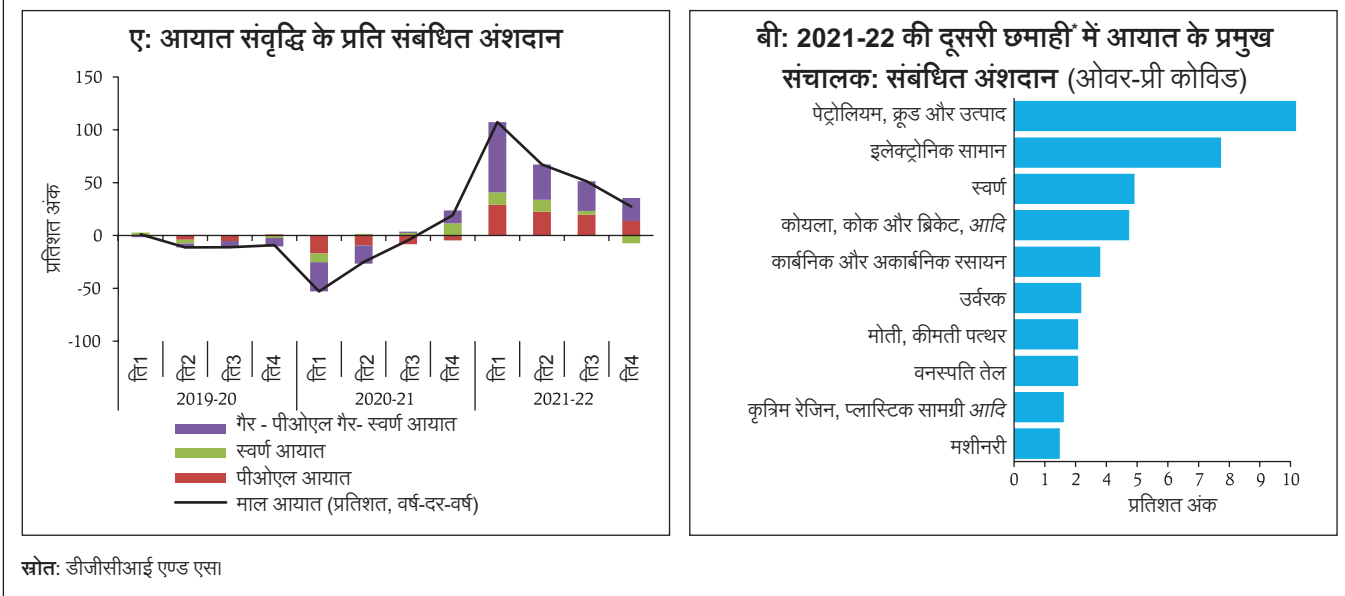 ए: आयात संवृद्धि के प्रति संबंधित अंशदान
प्रतिशत अंक
150
100
50
0
-50
-100
ति1
ति2
ति3
ति4
ति1
ति2
ति3
ति4
ति1
ति2
ति3
ति4
2019-20
2020-21
2021-22
गैर - पीओएल गैर- स्वर्ण आयात
स्वर्ण आयात
पीओएल आयात
माल आयात (प्रतिशत, वर्ष-दर-वर्ष)
बी: 2021-22 की दूसरी छमाही* में आयात के प्रमुख
संचालक: संबंधित अंशदान (ओवर-प्री कोविड)
पेट्रोलियम, क्रूड और उत्पाद
इलेक्ट्रोनिक सामान
स्वर्ण
कोयला, कोक और ब्रिकेट, आदि
कार्बनिक और अकार्बनिक रसायन
उर्वरक
मोती, कीमती पत्थर
वनस्पति तेल
कृत्रिम रेजिन, प्लास्टिक सामग्री आदि
मशीनरी
0 1 2 3 4 5 6 7 8 9 10
प्रतिशत अंक
स्रोत: डीजीसीआई एण्ड एस।